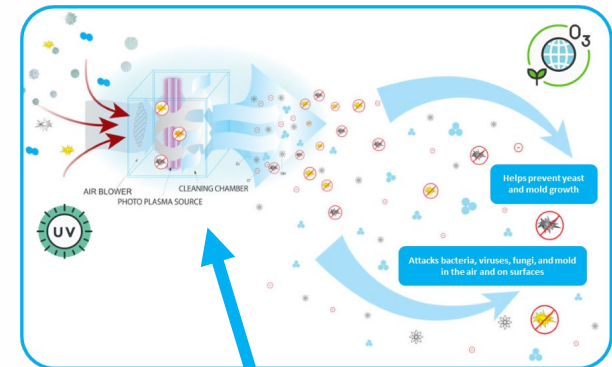 O3
AIR BLOWER
PHOTO PLASMA SOURCE
CLEANING CHAMBER
UV
Helps prevent yeast
and mold growth
Attacks bacteria, viruses, fungi, and mold
in the air and on surfaces